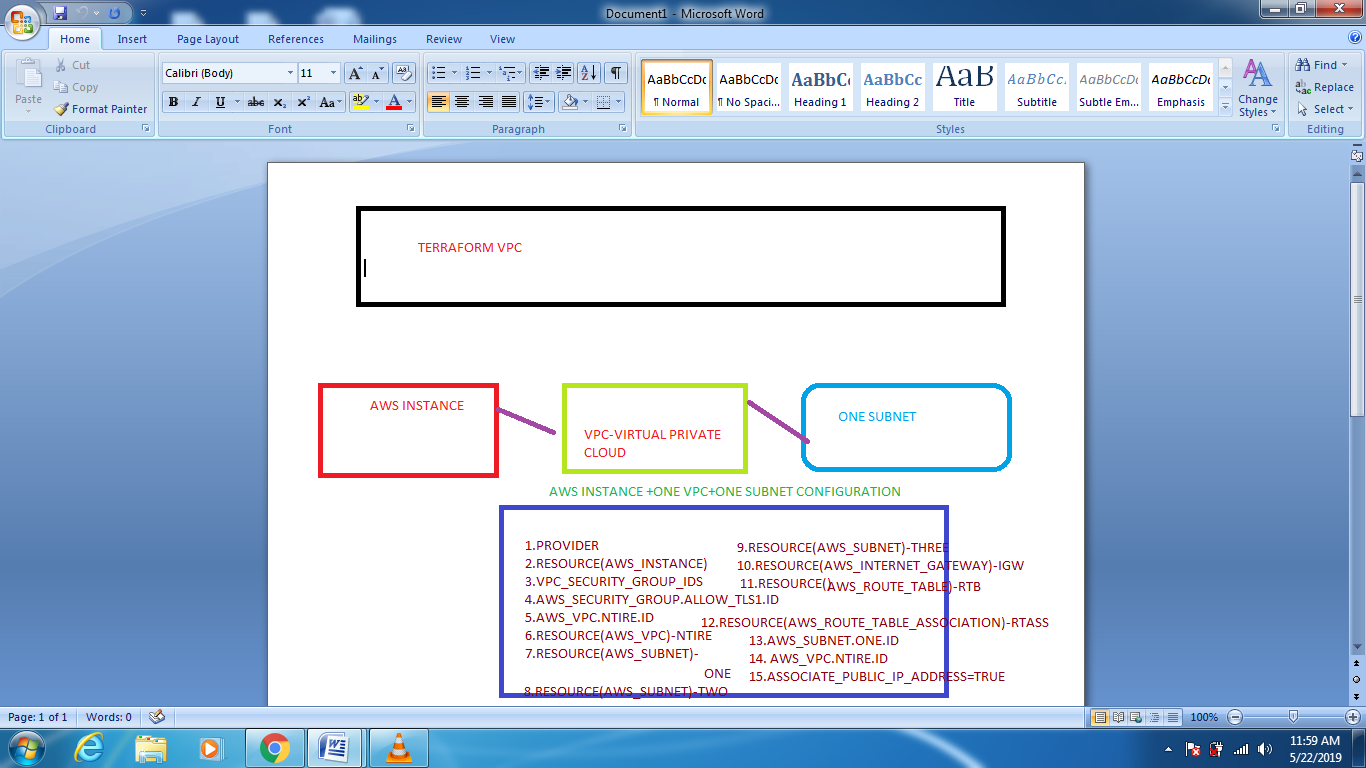 Document1 - Microsoft Word
Home Insert Page Layout References Mailings Review View
Paste
Cut
Copy
Format Painter
Clipboard
Calibri (Body) 11
B I U abc x₂ x² Aa
Font
Paragraph
AaBbCcDc AaBbCcDc AaBbCc AaBbCc AaB AaBbCc. AaBbCcDc AaBbCcDc
¶ Normal ¶ No Spaci... Heading 1 Heading 2 Title Subtitle Subtle Em... Emphasis
Change Styles
Styles
Find
Replace
Select
Editing
TERRAFORM VPC
AWS INSTANCE
VPC-VIRTUAL PRIVATE
CLOUD
ONE SUBNET
AWS INSTANCE +ONE VPC+ONE SUBNET CONFIGURATION
1.PROVIDER
2.RESOURCE(AWS_INSTANCE)
3.VPC_SECURITY_GROUP_IDS
4.AWS_SECURITY_GROUP.ALLOW_TLS1.ID
5.AWS_VPC.NTIRE.ID
6.RESOURCE(AWS_VPC)-NTIRE
7.RESOURCE(AWS_SUBNET)-
ONE
8.RESOURCE(AWS_SUBNET)-TWO
9.RESOURCE(AWS_SUBNET)-THREE
10.RESOURCE(AWS_INTERNET_GATEWAY)-IGW
11.RESOURCE() AWS_ROUTE_TABLE)-RTB
12.RESOURCE(AWS_ROUTE_TABLE_ASSOCIATION)-RTASS
13.AWS_SUBNET.ONE.ID
14. AWS_VPC.NTIRE.ID
15.ASSOCIATE_PUBLIC_IP_ADDRESS=TRUE
Page: 1 of 1 Words: 0 100%
11:59 AM
5/22/2019